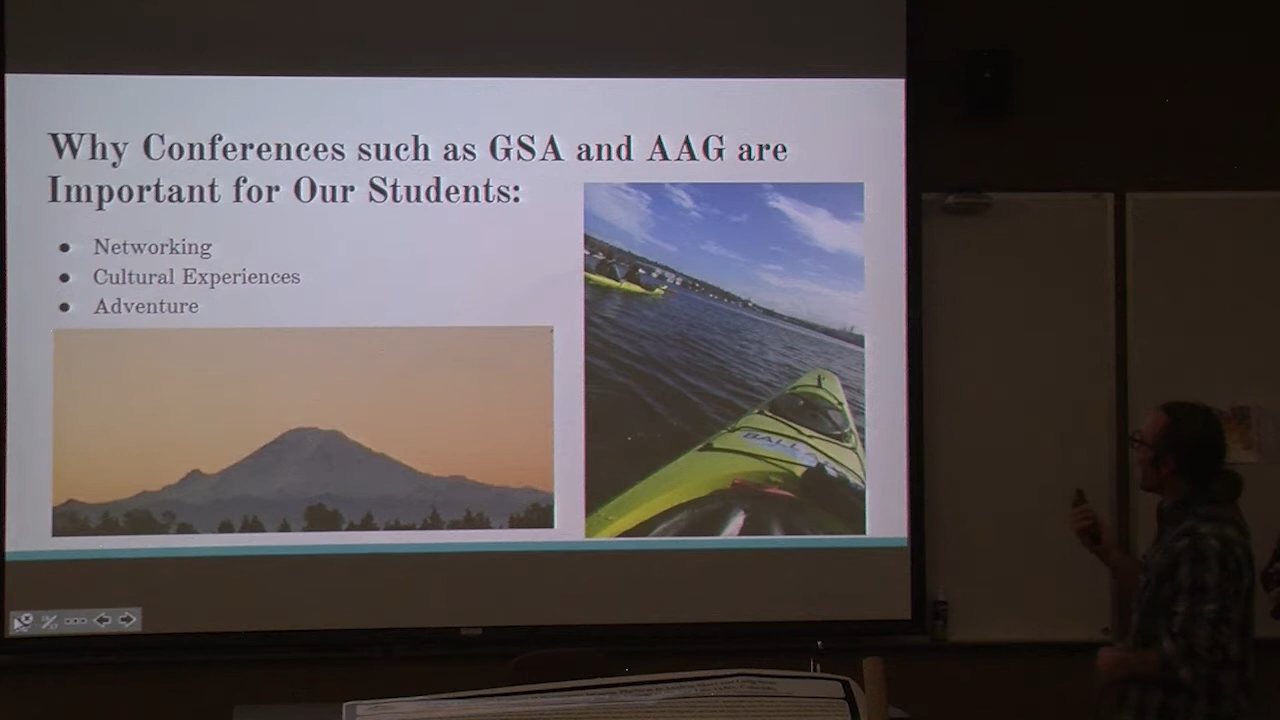 Why Conferences such as GSA and AAG are
Important for Our Students:
● Networking
● Cultural Experiences
● Adventure